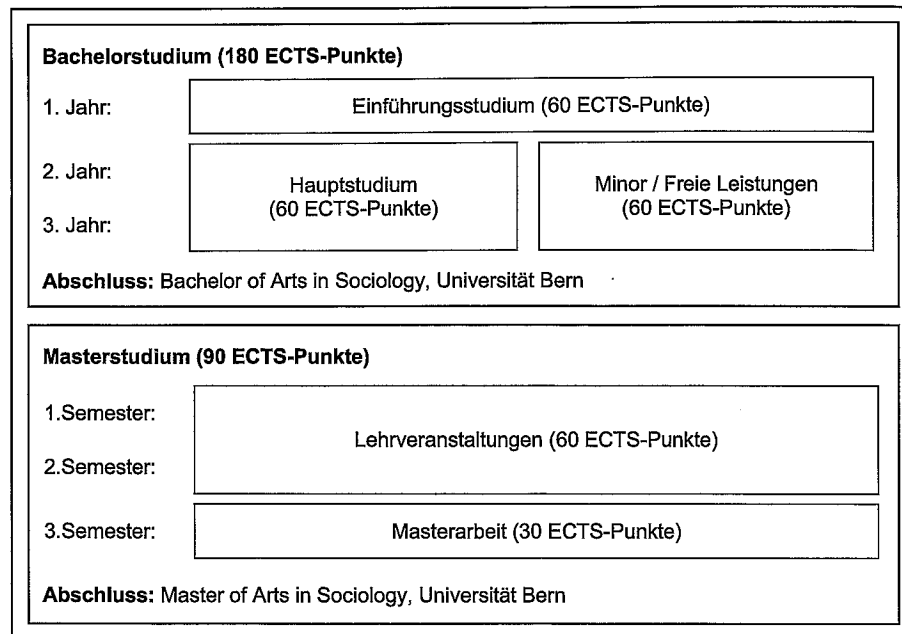 Bachelorstudium (180 ECTS-Punkte)
1. Jahr:
Einführungsstudium (60 ECTS-Punkte)
2. Jahr:
3. Jahr:
Hauptstudium
(60 ECTS-Punkte)
Minor / Freie Leistungen
(60 ECTS-Punkte)
Abschluss: Bachelor of Arts in Sociology, Universität Bern
Masterstudium (90 ECTS-Punkte)
1.Semester:
2.Semester:
Lehrveranstaltungen (60 ECTS-Punkte)
3.Semester:
Masterarbeit (30 ECTS-Punkte)
Abschluss: Master of Arts in Sociology, Universität Bern